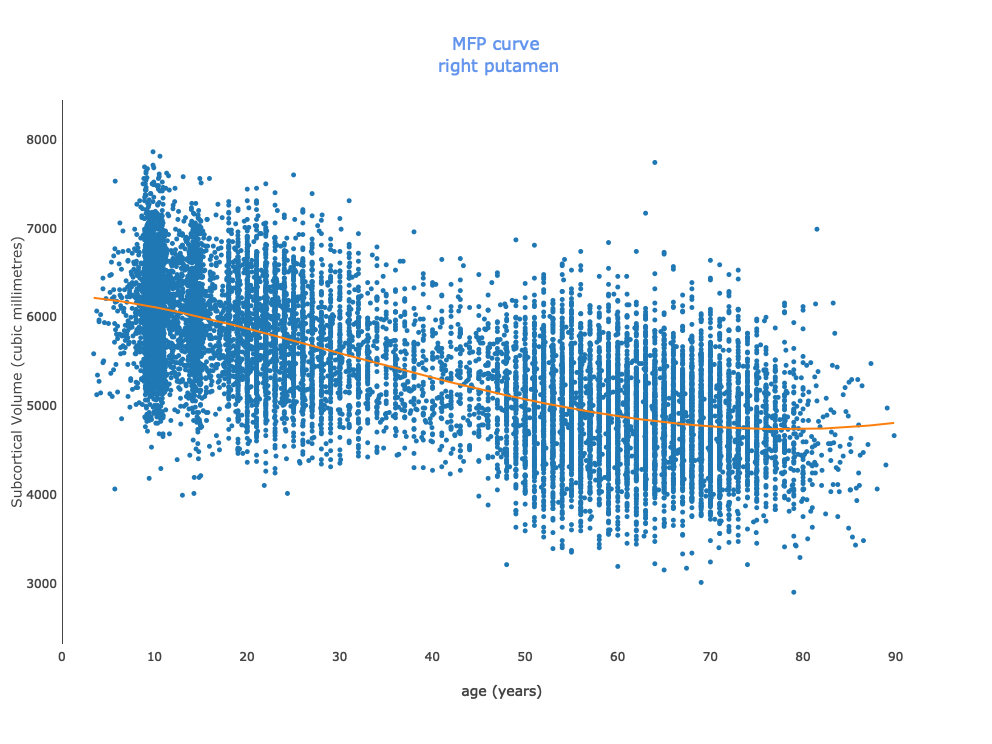 MFP curve
right putamen
Subcortical Volume (cubic millimetres)
8000
7000
6000
5000
4000
3000
0 10 20 30 40 50 60 70 80 90
age (years)